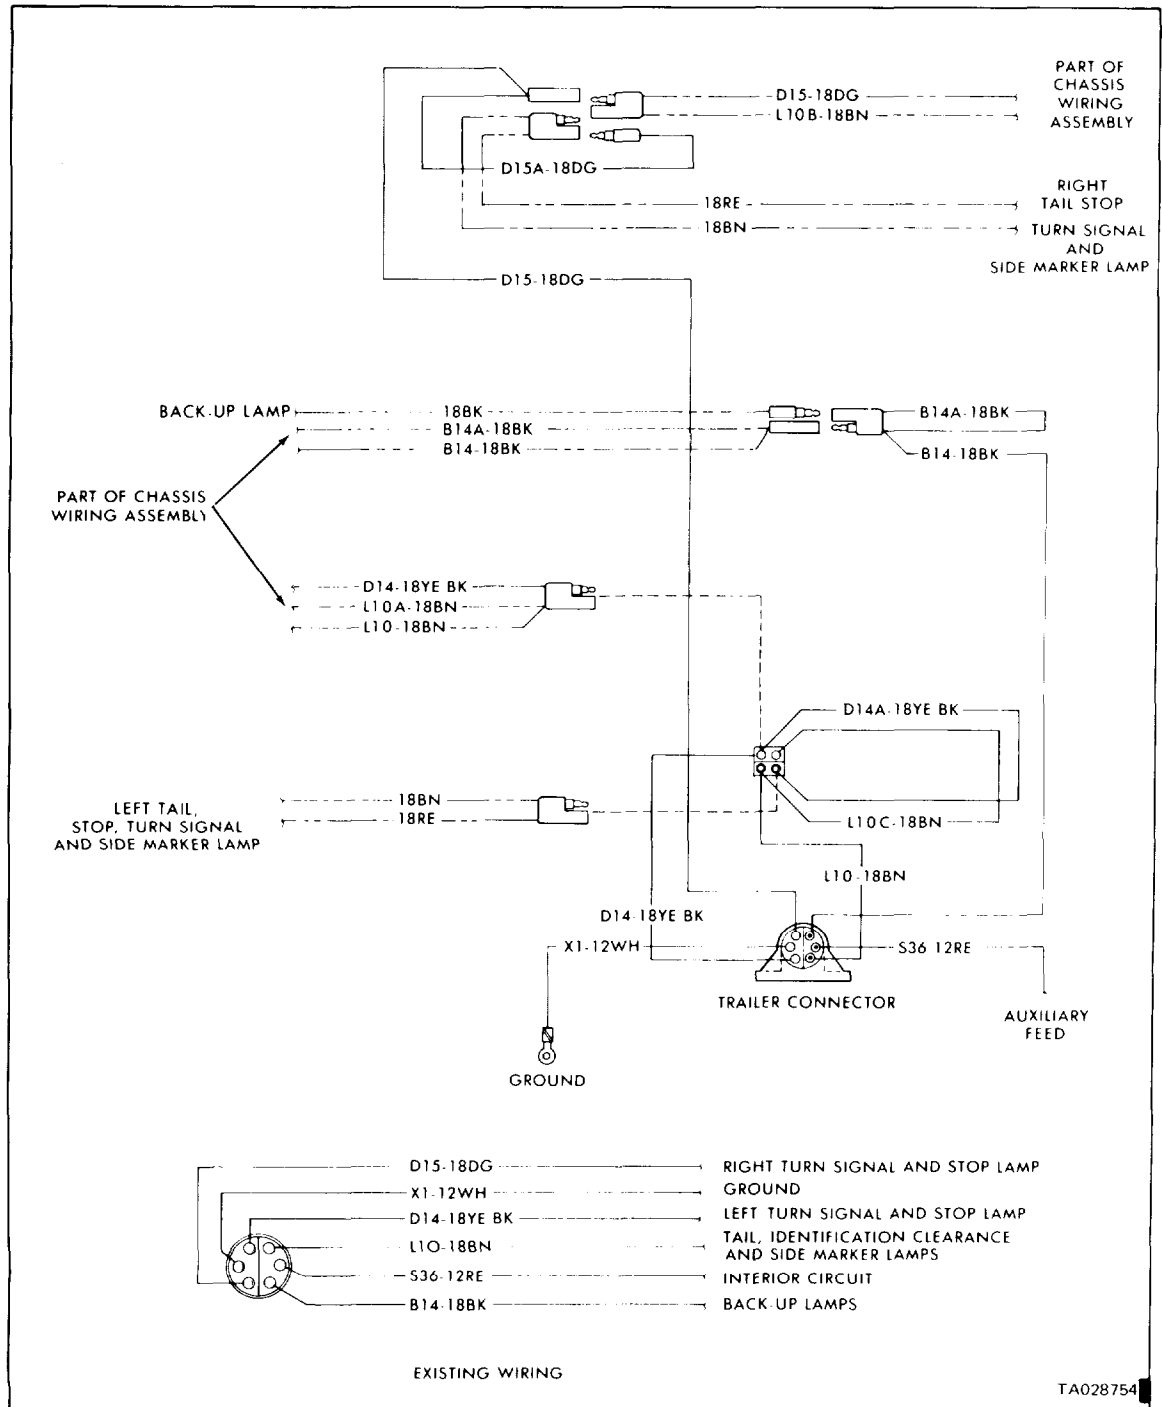 PART OF
CHASSIS
WIRING
ASSEMBLY
D15-18DG
L10B-18BN
D15A-18DG
RIGHT
TAIL STOP
18RE
18BN
TURN SIGNAL
AND
SIDE MARKER LAMP
D15-18DG
BACK-UP LAMP
18BK
B14A-18BK
B14-18BK
B14A-18BK
B14-18BK
PART OF CHASSIS
WIRING ASSEMBLY
D14-18YE BK
L10A-18BN
L10-18BN
D14A-18YE BK
LEFT TAIL,
STOP, TURN SIGNAL
AND SIDE MARKER LAMP
18BN
18RE
L10C-18BN
L10-18BN
D14-18YE BK
X1-12WH
S36 12RE
TRAILER CONNECTOR
AUXILIARY
FEED
GROUND
D15-18DG
RIGHT TURN SIGNAL AND STOP LAMP
X1-12WH
GROUND
D14-18YE BK
LEFT TURN SIGNAL AND STOP LAMP
L1O-18BN
TAIL, IDENTIFICATION CLEARANCE
AND SIDE MARKER LAMPS
S36-12RE
INTERIOR CIRCUIT
B14-18BK
BACK-UP LAMPS
EXISTING WIRING
TA028754